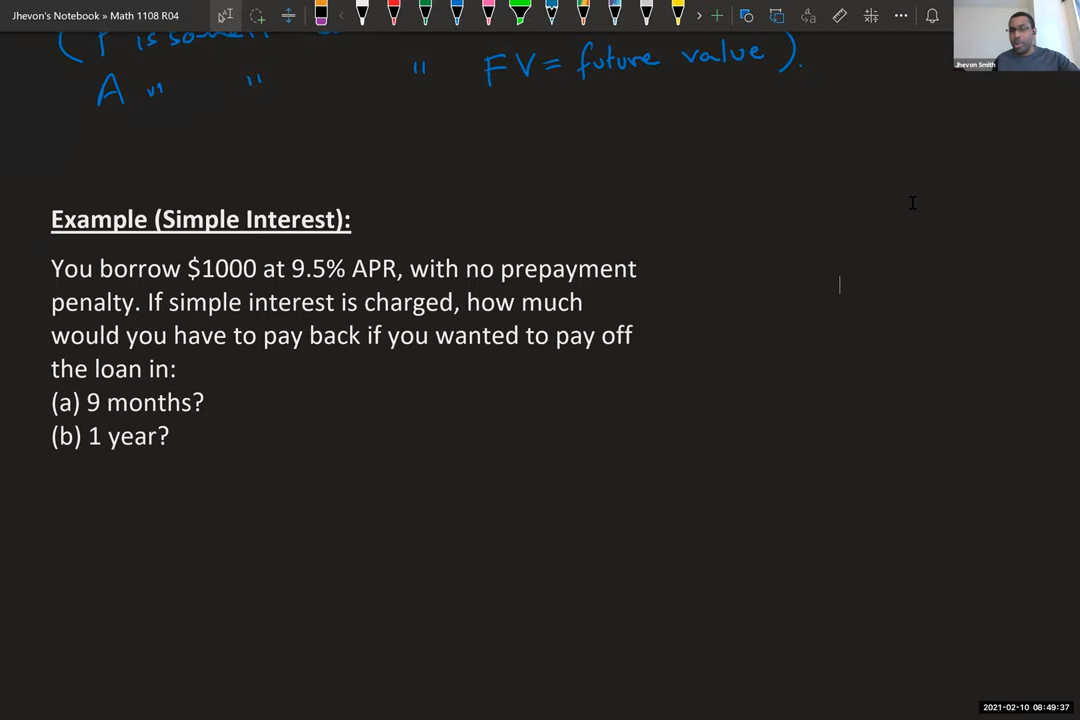 Jhevon's Notebook » Math 1108 R04
Jhevon Smith
( P is
A " " " FV = future value ).
Example (Simple Interest):
You borrow $1000 at 9.5% APR, with no prepayment
penalty. If simple interest is charged, how much
would you have to pay back if you wanted to pay off
the loan in:
(a) 9 months?
(b) 1 year?
2021-02-10 08:49:37